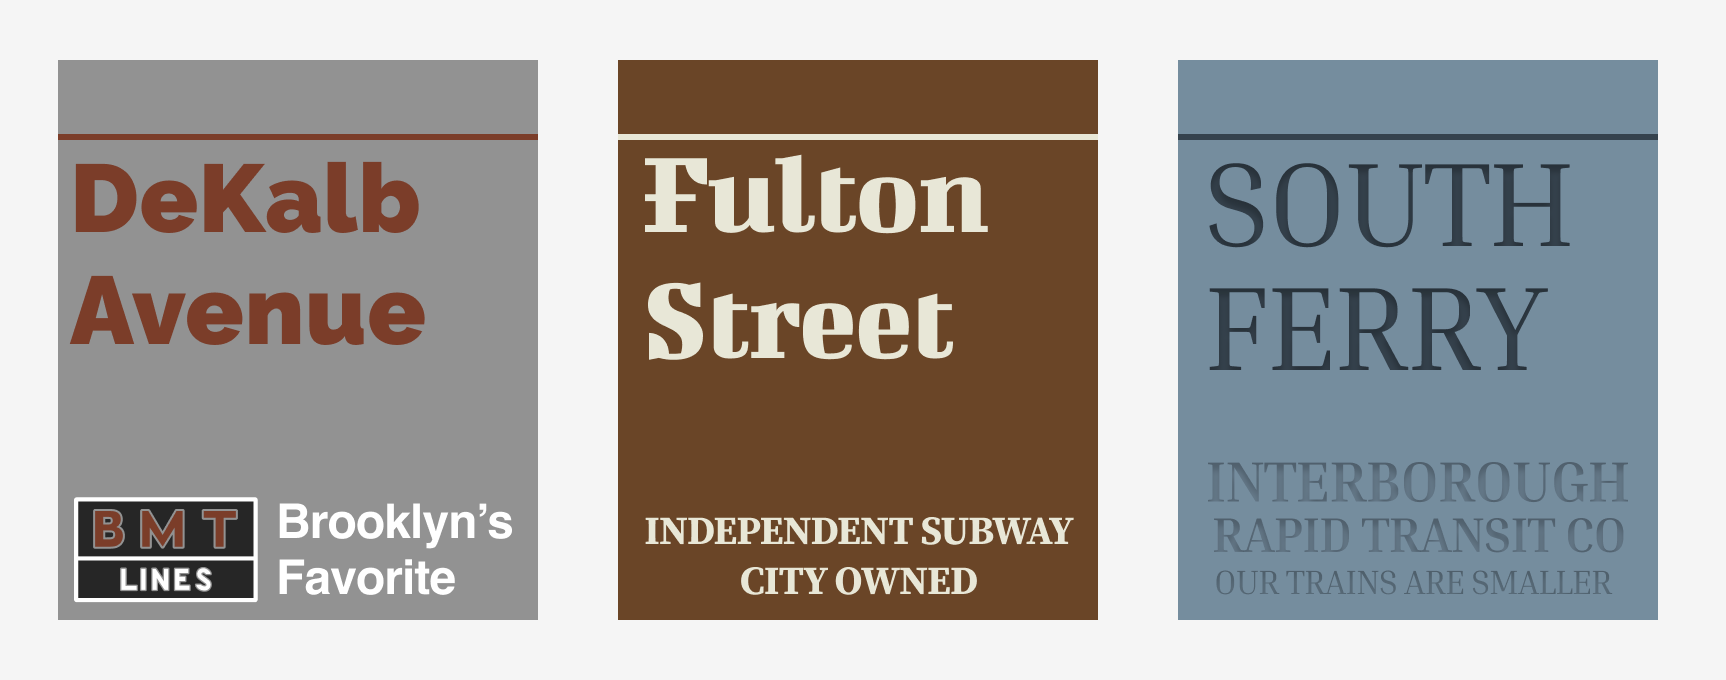 DeKalb
Avenue
BMT
LINES
Brooklyn’s
Favorite
Fulton
Street
INDEPENDENT SUBWAY
CITY OWNED
SOUTH
FERRY
INTERBOROUGH
RAPID TRANSIT CO
OUR TRAINS ARE SMALLER